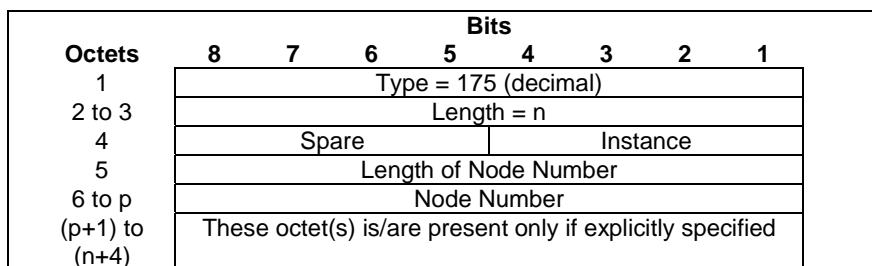 Bits
Octets 8 7 6 5 4 3 2 1
1 Type = 175 (decimal)
2 to 3 Length = n
4 Spare Instance
5 Length of Node Number
6 to p Node Number
(p+1) to These octet(s) is/are present only if explicitly specified
(n+4)